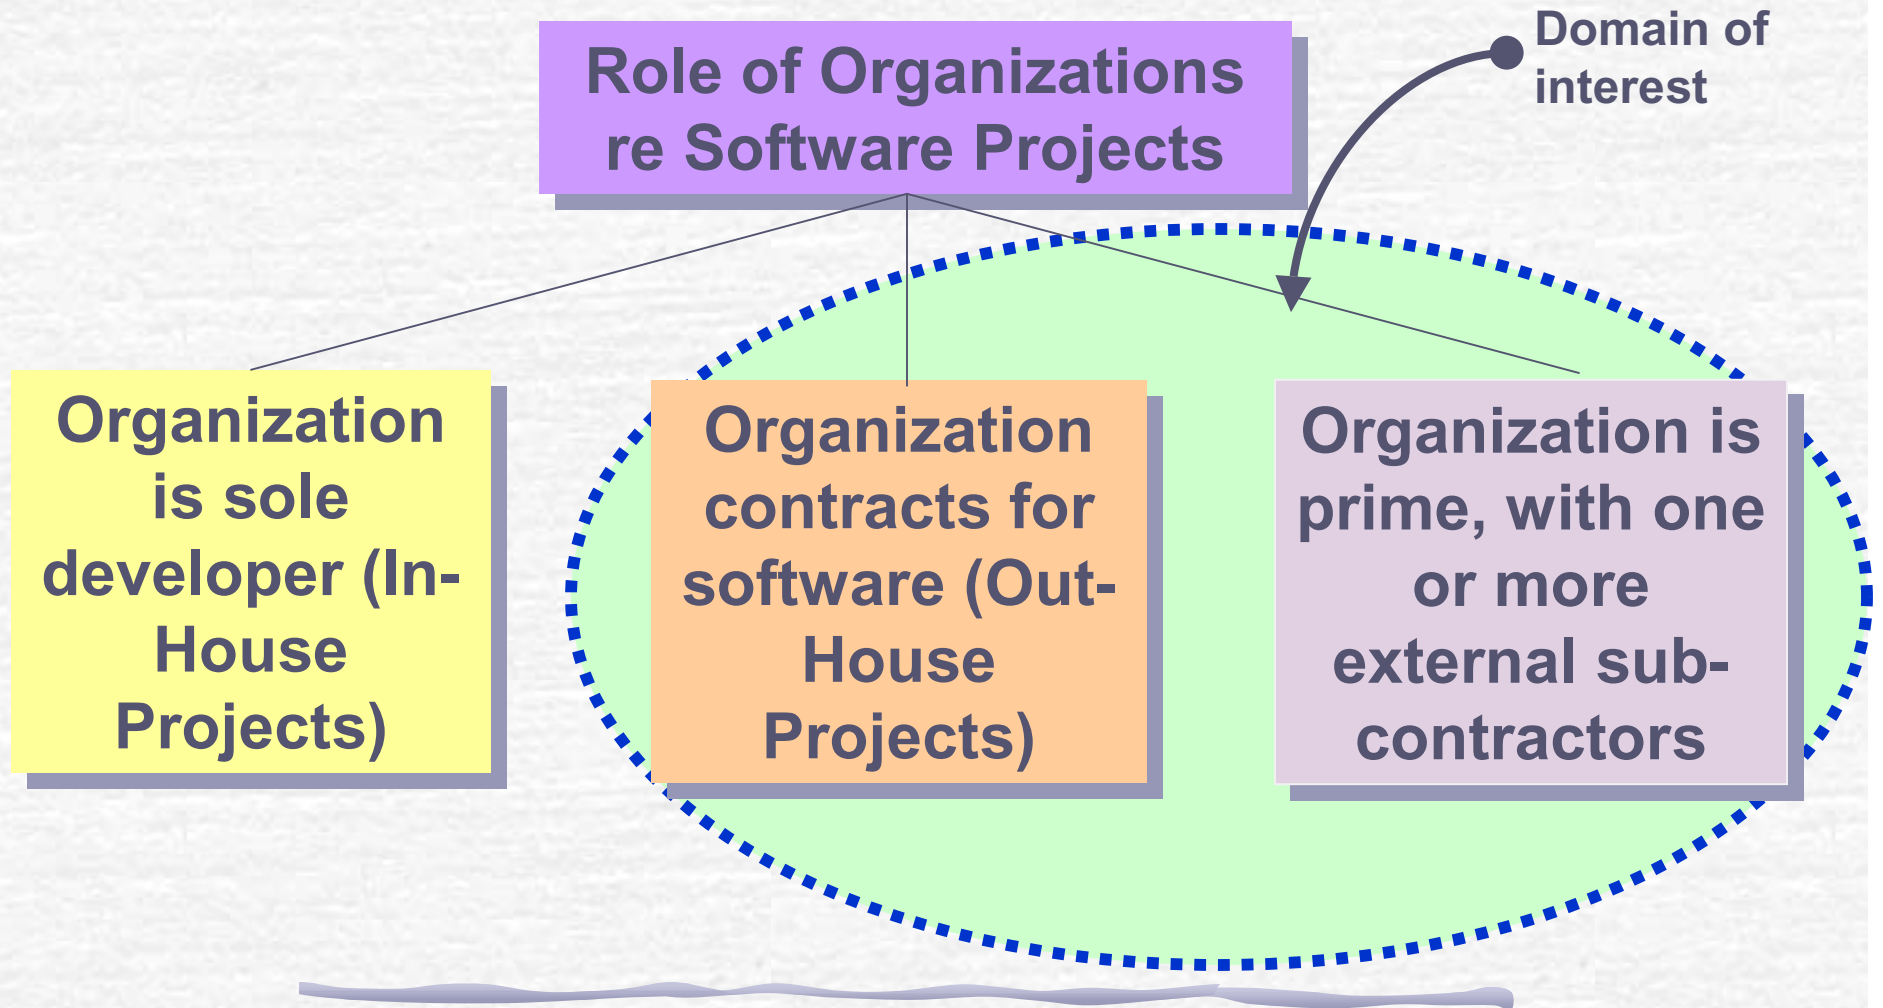 Role of Organizations
re Software Projects
Domain of
interest
Organization
is sole
developer (In-
House
Projects)
Organization
contracts for
software (Out-
House
Projects)
Organization is
prime, with one
or more
external sub-
contractors